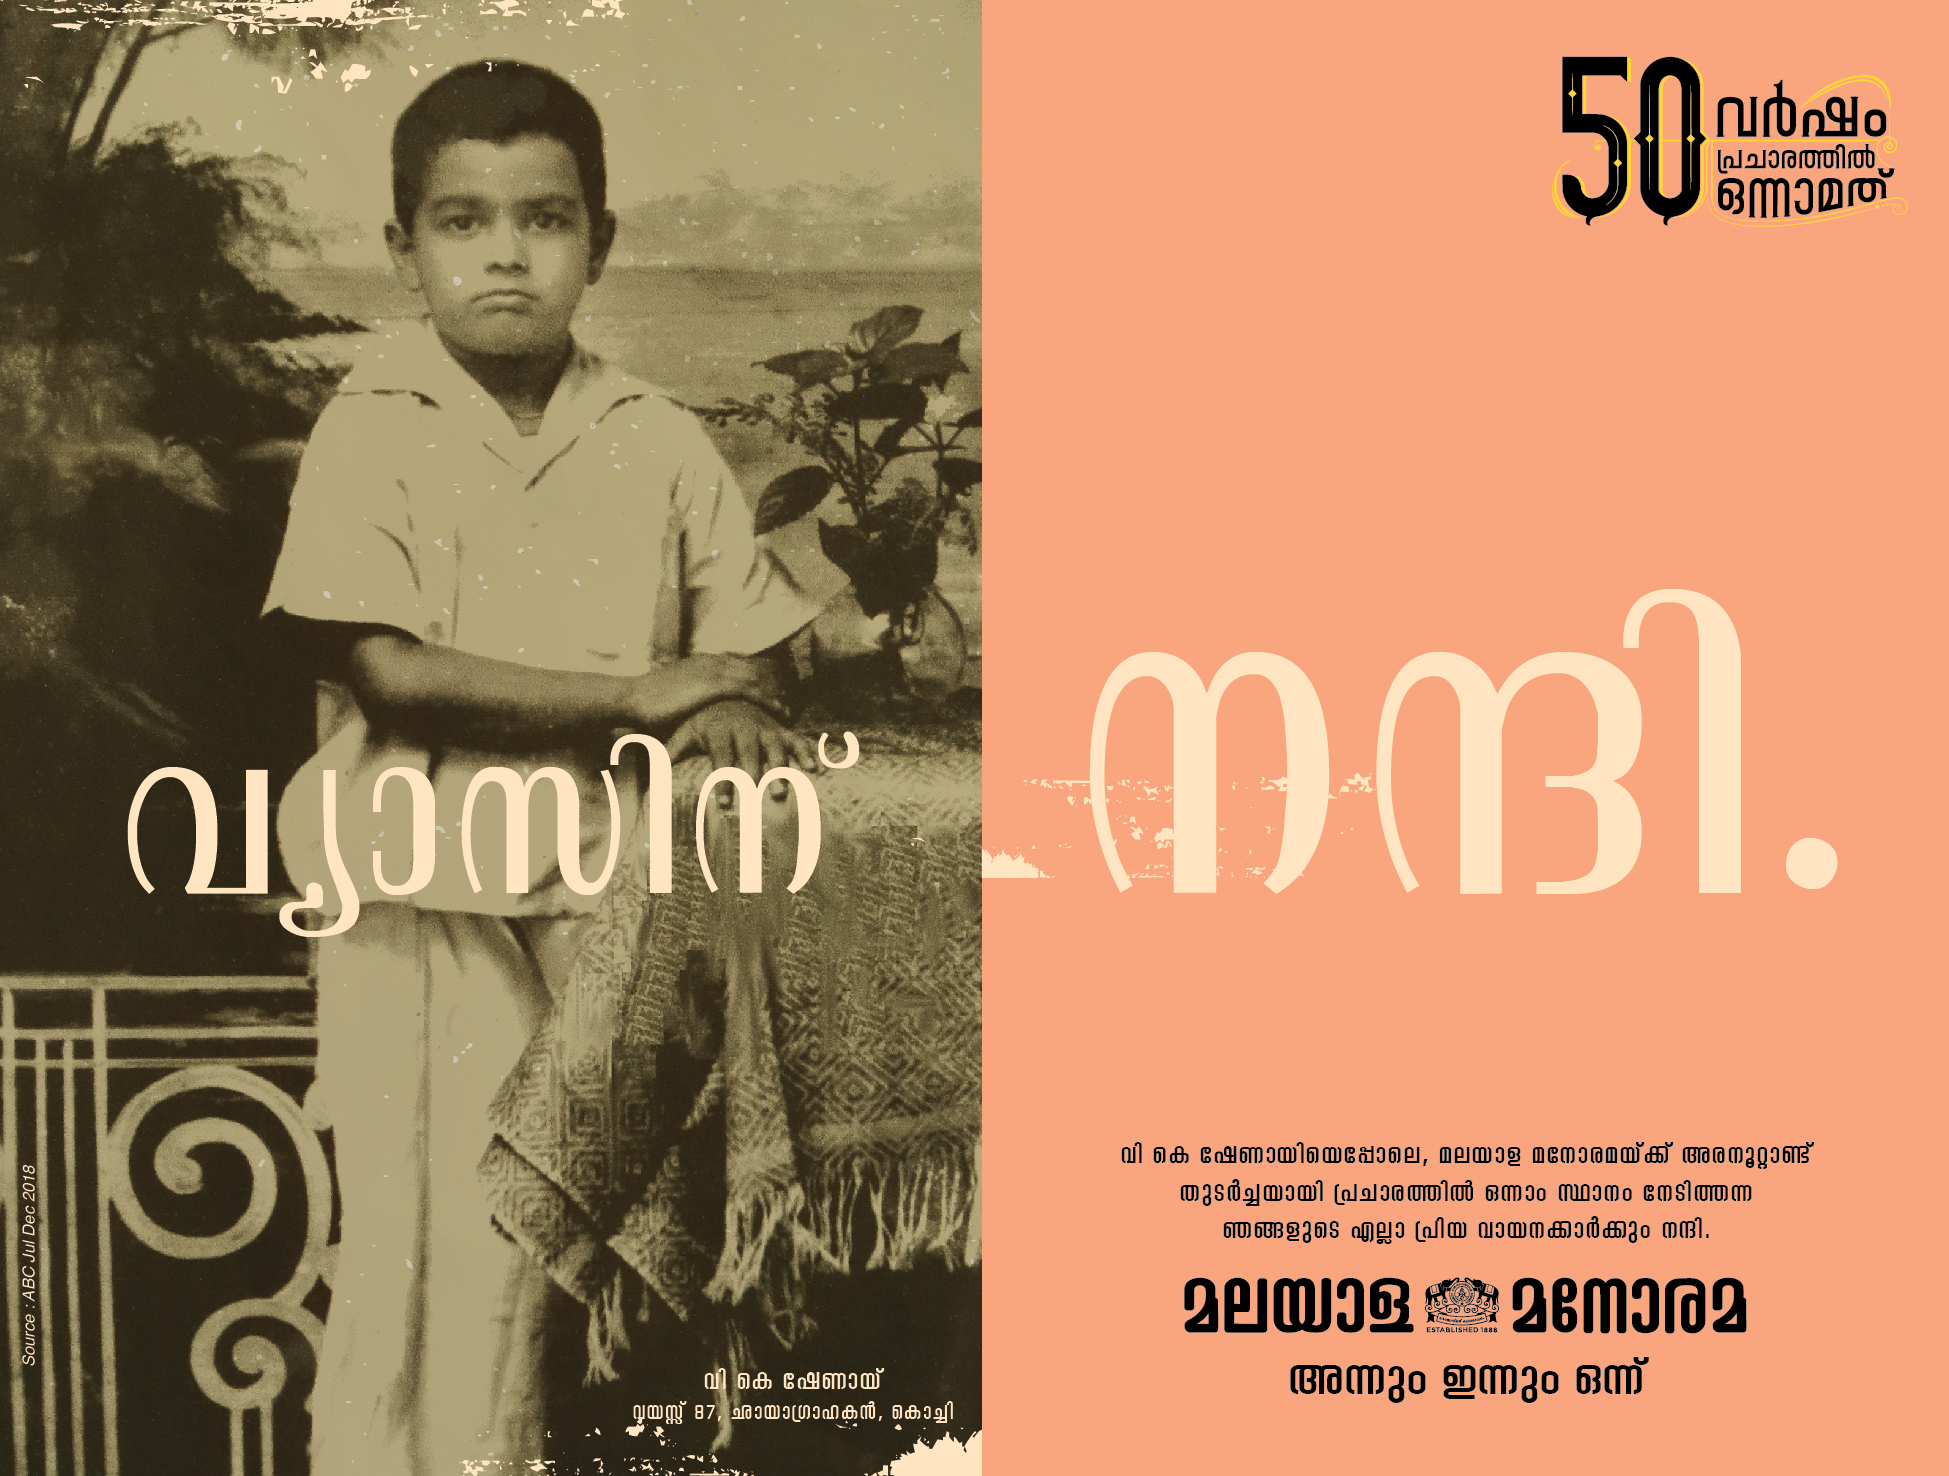 50 വർഷം
പ്രചാരത്തിൽ
ഒന്നാമത്
വ്യാസിന്
നന്ദി.
Source : ABC Jul Dec 2018
വി കെ ഷേണായ്
വയസ്സ് 87, ഛായാഗ്രാഹകൻ, കൊച്ചി
വി കെ ഷേണായിയെപ്പോലെ, മലയാള മനോരമയ്ക്ക് അരനൂറ്റാണ്ട്
തുടർച്ചയായി പ്രചാരത്തിൽ ഒന്നാം സ്ഥാനം നേടിത്തന്ന
ഞങ്ങളുടെ എല്ലാ പ്രിയ വായനക്കാർക്കും നന്ദി.
മലയാള മനോരമ
ESTABLISHED 1888
അന്നും ഇന്നും ഒന്ന്